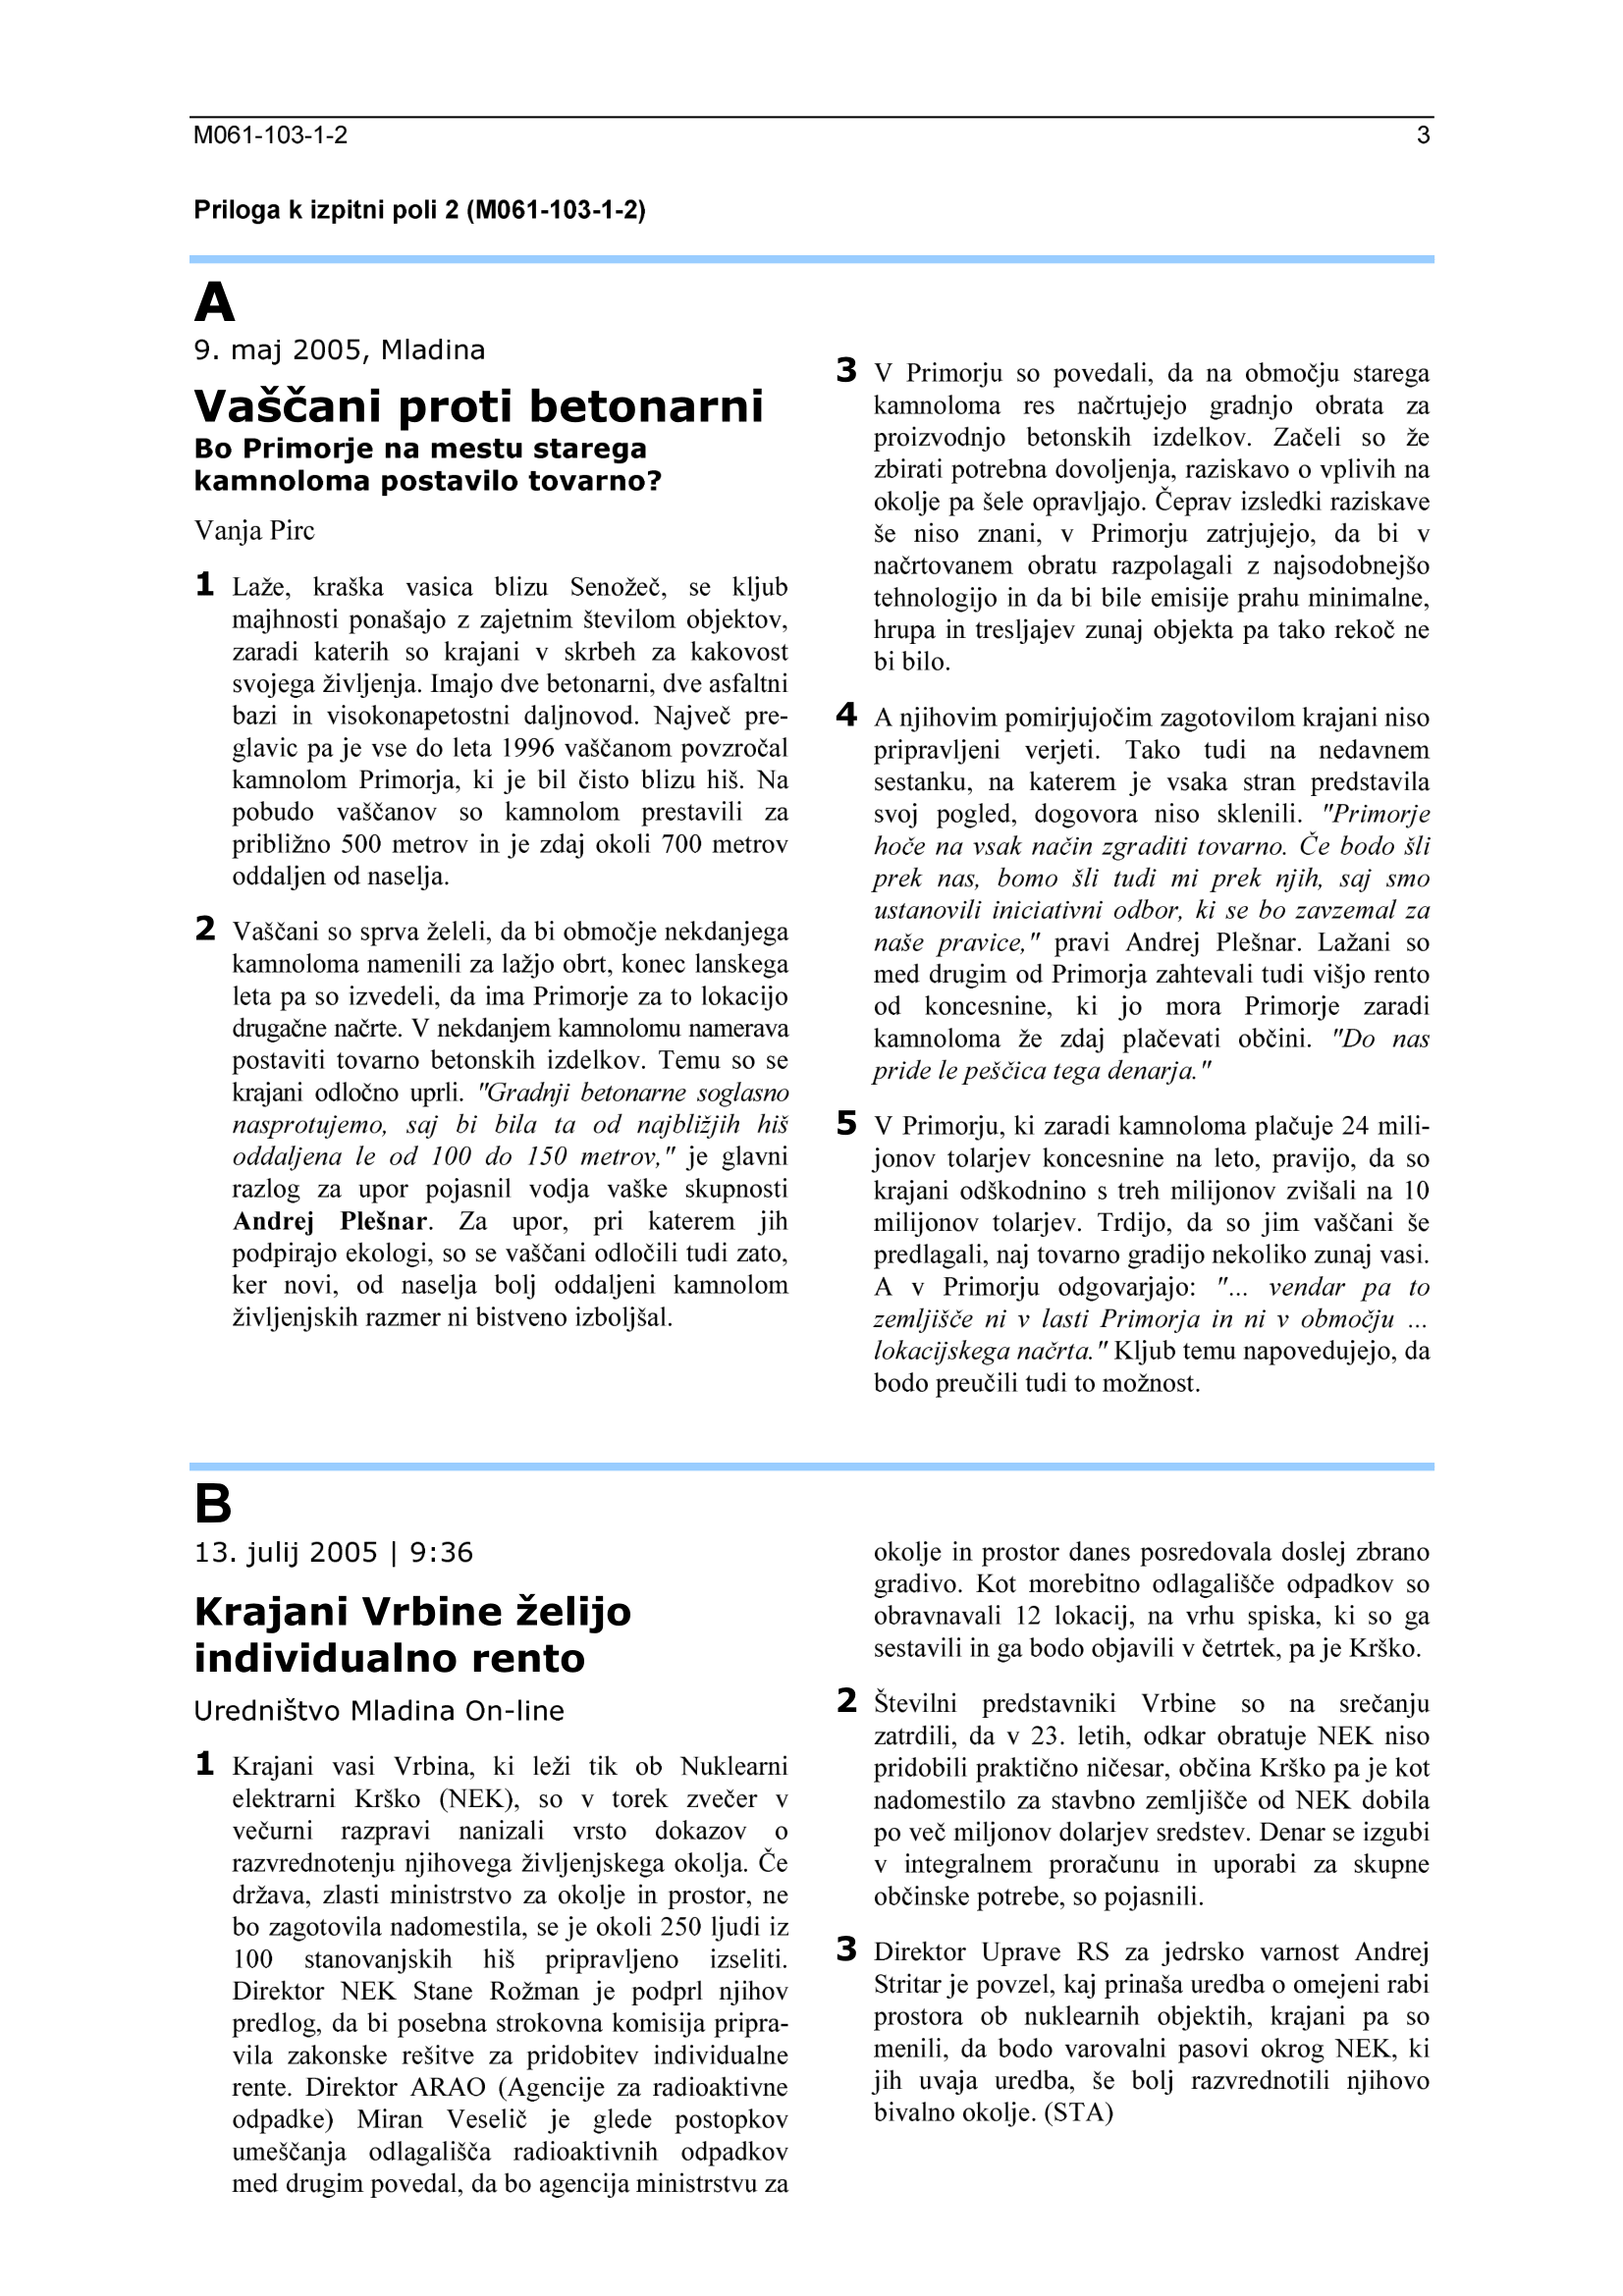 M061-103-1-2 3
Priloga k izpitni poli 2 (M061-103-1-2)
A
9. maj 2005, Mladina
Vaščani proti betonarni
Bo Primorje na mestu starega
kamnoloma postavilo tovarno?
Vanja Pirc
1 Laže, kraška vasica blizu Senožeč, se kljub
majhnosti ponašajo z zajetnim številom objektov,
zaradi katerih so krajani v skrbeh za kakovost
svojega življenja. Imajo dve betonarni, dve asfaltni
bazi in visokonapetostni daljnovod. Največ pre-
glavic pa je vse do leta 1996 vaščanom povzročal
kamnolom Primorja, ki je bil čisto blizu hiš. Na
pobudo vaščanov so kamnolom prestavili za
približno 500 metrov in je zdaj okoli 700 metrov
oddaljen od naselja.
2 Vaščani so sprva želeli, da bi območje nekdanjega
kamnoloma namenili za lažjo obrt, konec lanskega
leta pa so izvedeli, da ima Primorje za to lokacijo
drugačne načrte. V nekdanjem kamnolomu namerava
postaviti tovarno betonskih izdelkov. Temu so se
krajani odločno uprli. "Gradnji betonarne soglasno
nasprotujemo, saj bi bila ta od najbližjih hiš
oddaljena le od 100 do 150 metrov," je glavni
razlog za upor pojasnil vodja vaške skupnosti
Andrej Plešnar. Za upor, pri katerem jih
podpirajo ekologi, so se vaščani odločili tudi zato,
ker novi, od naselja bolj oddaljeni kamnolom
življenjskih razmer ni bistveno izboljšal.
3 V Primorju so povedali, da na območju starega
kamnoloma res načrtujejo gradnjo obrata za
proizvodnjo betonskih izdelkov. Začeli so že
zbirati potrebna dovoljenja, raziskavo o vplivih na
okolje pa šele opravljajo. Čeprav izsledki raziskave
še niso znani, v Primorju zatrjujejo, da bi v
načrtovanem obratu razpolagali z najsodobnejšo
tehnologijo in da bi bile emisije prahu minimalne,
hrupa in tresljajev zunaj objekta pa tako rekoč ne
bi bilo.
4 A njihovim pomirjujočim zagotovilom krajani niso
pripravljeni verjeti. Tako tudi na nedavnem
sestanku, na katerem je vsaka stran predstavila
svoj pogled, dogovora niso sklenili. "Primorje
hoče na vsak način zgraditi tovarno. Če bodo šli
prek nas, bomo šli tudi mi prek njih, saj smo
ustanovili iniciativni odbor, ki se bo zavzemal za
naše pravice," pravi Andrej Plešnar. Lažani so
med drugim od Primorja zahtevali tudi višjo rento
od koncesnine, ki jo mora Primorje zaradi
kamnoloma že zdaj plačevati občini. "Do nas
pride le peščica tega denarja."
5 V Primorju, ki zaradi kamnoloma plačuje 24 mili-
jonov tolarjev koncesnine na leto, pravijo, da so
krajani odškodnino s treh milijonov zvišali na 10
milijonov tolarjev. Trdijo, da so jim vaščani še
predlagali, naj tovarno gradijo nekoliko zunaj vasi.
A v Primorju odgovarjajo: "... vendar pa to
zemljišče ni v lasti Primorja in ni v območju ...
lokacijskega načrta." Kljub temu napovedujejo, da
bodo preučili tudi to možnost.
B
13. julij 2005 | 9:36
Krajani Vrbine želijo
individualno rento
Uredništvo Mladina On-line
1 Krajani vasi Vrbina, ki leži tik ob Nuklearni
elektrarni Krško (NEK), so v torek zvečer v
večurni razpravi nanizali vrsto dokazov o
razvrednotenju njihovega življenjskega okolja. Če
država, zlasti ministrstvo za okolje in prostor, ne
bo zagotovila nadomestila, se je okoli 250 ljudi iz
100 stanovanjskih hiš pripravljeno izseliti.
Direktor NEK Stane Rožman je podprl njihov
predlog, da bi posebna strokovna komisija pripra-
vila zakonske rešitve za pridobitev individualne
rente. Direktor ARAO (Agencije za radioaktivne
odpadke) Miran Veselič je glede postopkov
umeščanja odlagališča radioaktivnih odpadkov
med drugim povedal, da bo agencija ministrstvu za
okolje in prostor danes posredovala doslej zbrano
gradivo. Kot morebitno odlagališče odpadkov so
obravnavali 12 lokacij, na vrhu spiska, ki so ga
sestavili in ga bodo objavili v četrtek, pa je Krško.
2 Številni predstavniki Vrbine so na srečanju
zatrdili, da v 23. letih, odkar obratuje NEK niso
pridobili praktično ničesar, občina Krško pa je kot
nadomestilo za stavbno zemljišče od NEK dobila
po več miljonov dolarjev sredstev. Denar se izgubi
v integralnem proračunu in uporabi za skupne
občinske potrebe, so pojasnili.
3 Direktor Uprave RS za jedrsko varnost Andrej
Stritar je povzel, kaj prinaša uredba o omejeni rabi
prostora ob nuklearnih objektih, krajani pa so
menili, da bodo varovalni pasovi okrog NEK, ki
jih uvaja uredba, še bolj razvrednotili njihovo
bivalno okolje. (STA)